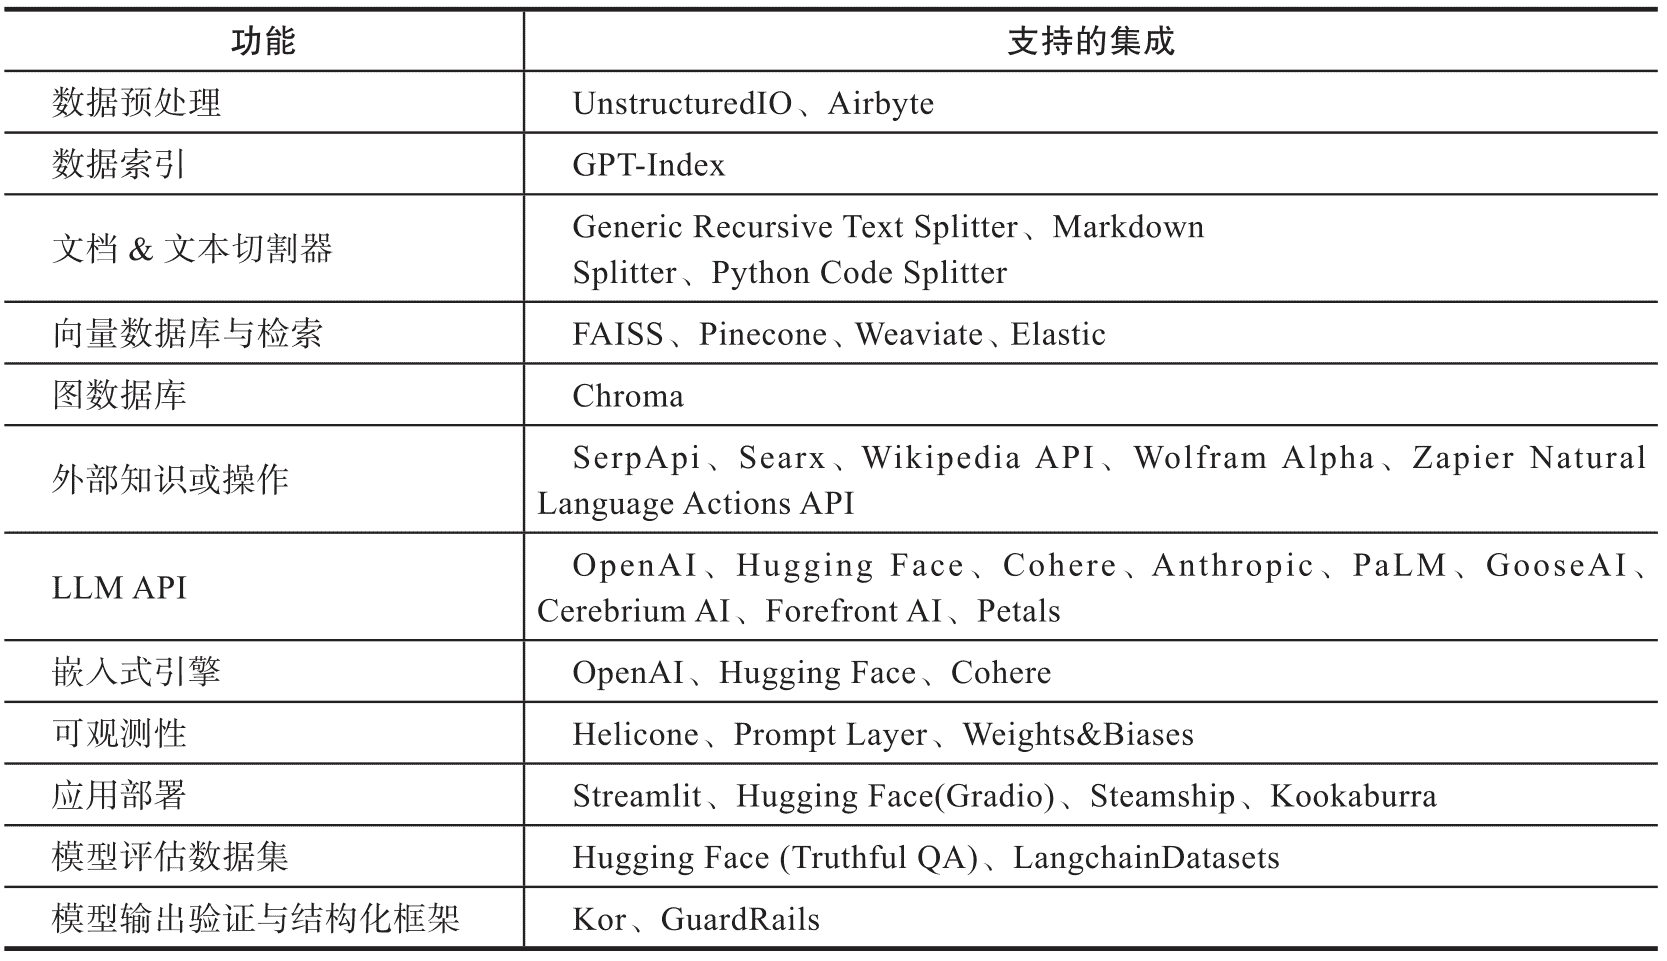 功能 支持的集成
数据预处理 UnstructuredIO、Airbyte
数据索引 GPT-Index
文档 & 文本切割器 Generic Recursive Text Splitter、Markdown
Splitter、Python Code Splitter
向量数据库与检索 FAISS、Pinecone、Weaviate、Elastic
图数据库 Chroma
外部知识或操作 SerpApi、Searx、Wikipedia API、Wolfram Alpha、Zapier Natural
Language Actions API
LLM API OpenAI、Hugging Face、Cohere、Anthropic、PaLM、GooseAI、
Cerebrium AI、Forefront AI、Petals
嵌入式引擎 OpenAI、Hugging Face、Cohere
可观测性 Helicone、Prompt Layer、Weights&Biases
应用部署 Streamlit、Hugging Face(Gradio)、Steamship、Kookaburra
模型评估数据集 Hugging Face (Truthful QA)、LangchainDatasets
模型输出验证与结构化框架 Kor、GuardRails